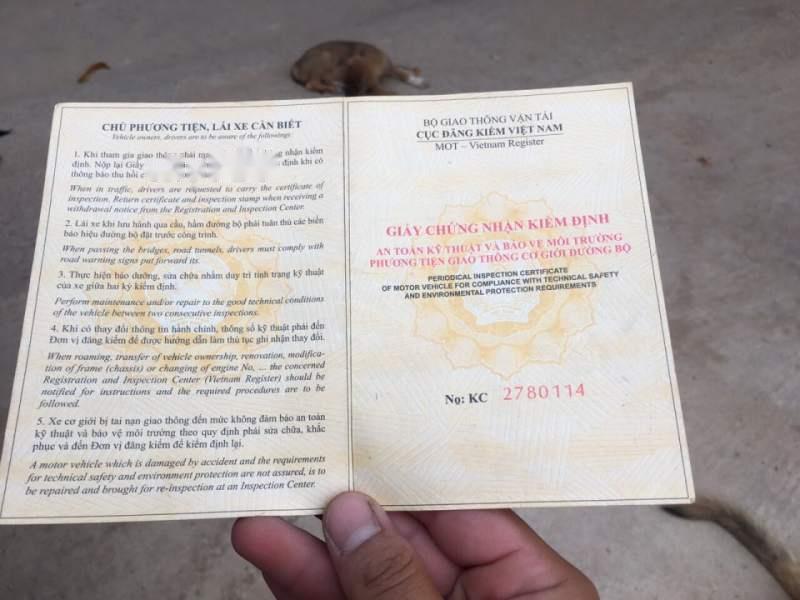 CHỦ PHƯƠNG TIỆN, LÁI XE CẦN BIẾT
Vehicle owners, drivers are to be aware of the followings
1. Khi tham gia giao thông phải nhận kiểm
định. Nộp lại Giấy định khi có
thông báo thu hồi
When in traffic, drivers are requested to carry the certificate of
inspection. Return certificate and inspection stamp when receiving a
withdrawal notice from the Registration and Inspection Center.
2. Lái xe khi lưu hành qua cầu, hầm đường bộ phải tuân thủ các biển
báo hiệu đường bộ đặt trước công trình.
When passing the bridges, road tunnels, drivers must comply with
road warning signs put forward its.
3. Thực hiện bảo dưỡng, sửa chữa nhằm duy trì tình trạng kỹ thuật
của xe giữa hai kỳ kiểm định.
Perform maintenance and/or repair to the good technical conditions
of the vehicle between two consecutive inspections.
4. Khi có thay đổi thông tin hành chính, thông số kỹ thuật phải đến
Đơn vị đăng kiểm để được hướng dẫn làm thủ tục ghi nhận thay đổi.
When roaming, transfer of vehicle ownership, renovation, modifica-
tion of frame (chassis) or changing of engine No, ... the concerned
Registration and Inspection Center (Vietnam Register) should be
notified for instructions and the required procedures are to be
followed.
5. Xe cơ giới bị tai nạn giao thông đến mức không đảm bảo an toàn
kỹ thuật và bảo vệ môi trường theo quy định phải sửa chữa, khắc
phục và đến Đơn vị đăng kiểm để kiểm định lại.
A motor vehicle which is damaged by accident and the requirements
for technical safety and environment protection are not assured, is to
be repaired and brought for re-inspection at an Inspection Center.
BỘ GIAO THÔNG VẬN TẢI
CỤC ĐĂNG KIỂM VIỆT NAM
MOT – Vietnam Register
GIẤY CHỨNG NHẬN KIỂM ĐỊNH
AN TOÀN KỸ THUẬT VÀ BẢO VỆ MÔI TRƯỜNG
PHƯƠNG TIỆN GIAO THÔNG CƠ GIỚI ĐƯỜNG BỘ
PERIODICAL INSPECTION CERTIFICATE
OF MOTOR VEHICLE FOR COMPLIANCE WITH TECHNICAL SAFETY
AND ENVIRONMENTAL PROTECTION REQUIREMENTS
No: KC 2780114